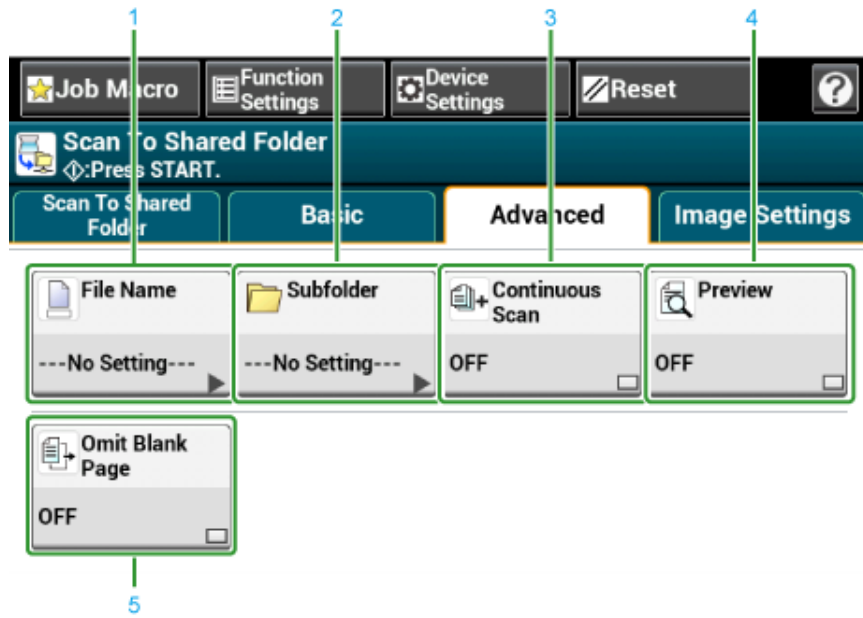 1 2 3 4
Job Macro Function Settings Device Settings Reset ?
Scan To Shared Folder
:Press START.
Scan To Shared Folder Basic Advanced Image Settings
File Name Subfolder Continuous Scan Preview
---No Setting--- ---No Setting--- OFF OFF
Omit Blank
Page
OFF
5